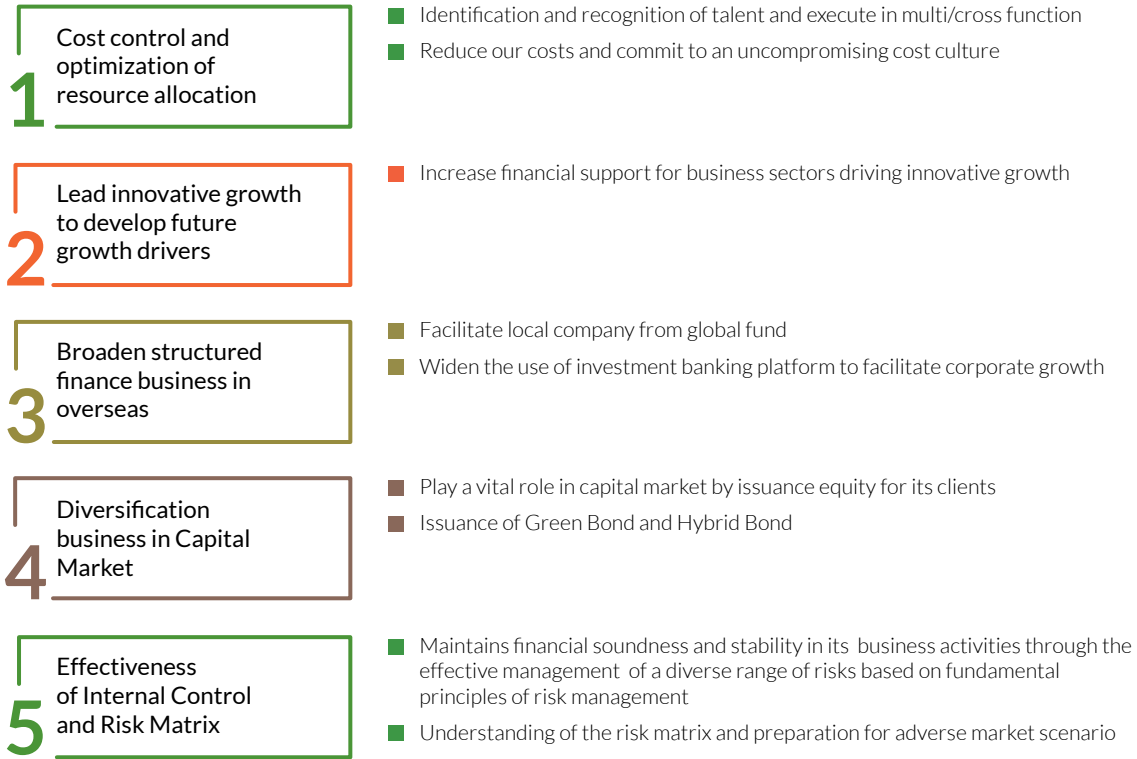 1
Cost control and
optimization of
resource allocation
Identification and recognition of talent and execute in multi/cross function
Reduce our costs and commit to an uncompromising cost culture
2
Lead innovative growth
to develop future
growth drivers
Increase financial support for business sectors driving innovative growth
3
Broaden structured
finance business in
overseas
Facilitate local company from global fund
Widen the use of investment banking platform to facilitate corporate growth
4
Diversification
business in Capital
Market
Play a vital role in capital market by issuance equity for its clients
Issuance of Green Bond and Hybrid Bond
5
Effectiveness
of Internal Control
and Risk Matrix
Maintains financial soundness and stability in its business activities through the
effective management of a diverse range of risks based on fundamental
principles of risk management
Understanding of the risk matrix and preparation for adverse market scenario